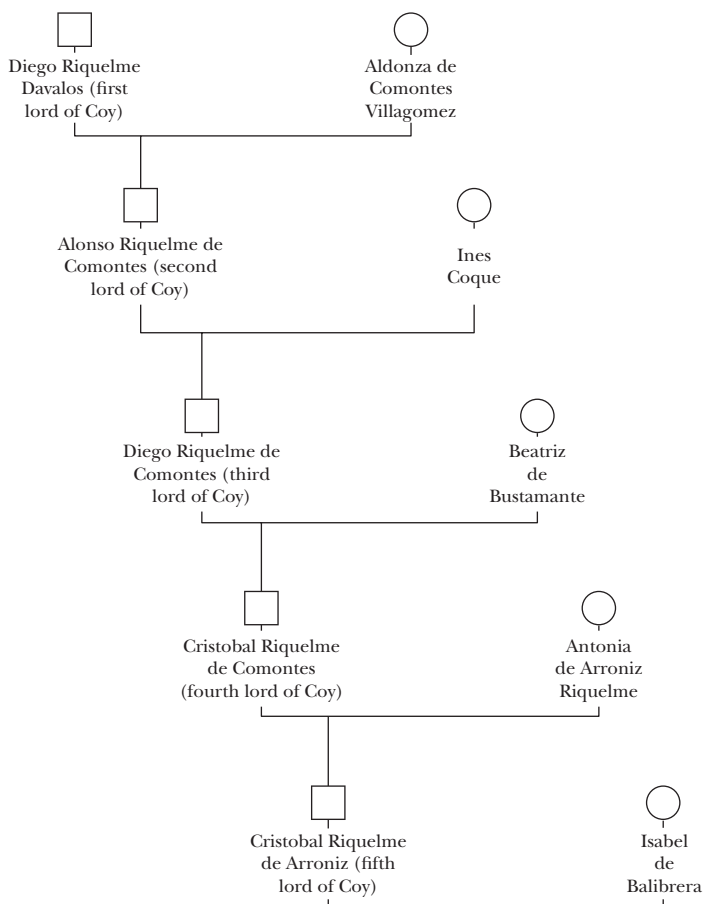 Diego Riquelme
Davalos (first
lord of Coy)
Aldonza de
Comontes
Villagomez
Alonso Riquelme de
Comontes (second
lord of Coy)
Ines
Coque
Diego Riquelme de
Comontes (third
lord of Coy)
Beatriz
de
Bustamante
Cristobal Riquelme
de Comontes
(fourth lord of Coy)
Antonia
de Arroniz
Riquelme
Cristobal Riquelme
de Arroniz (fifth
lord of Coy)
Isabel
de
Balibrera